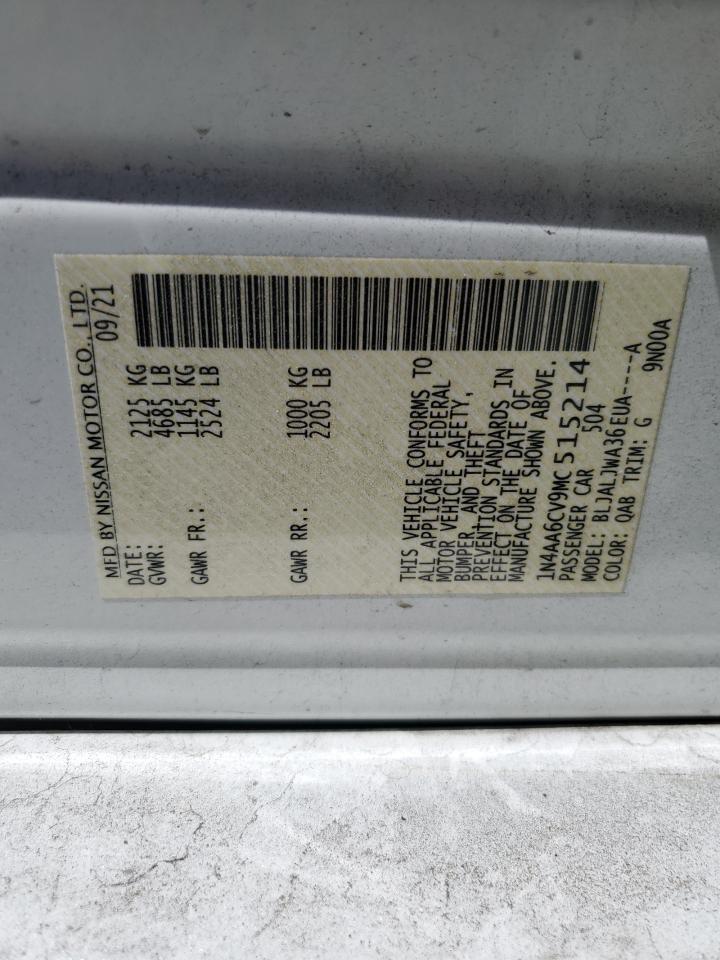 MFD BY NISSAN MOTOR CO., LTD.
DATE: 09/21
GVWR: 2125 KG
4685 LB
GAWR FR.: 1145 KG
2524 LB
GAWR RR.: 1000 KG
2205 LB
THIS VEHICLE CONFORMS TO
ALL APPLICABLE FEDERAL
MOTOR VEHICLE SAFETY,
BUMPER, AND THEFT
PREVENTION STANDARDS IN
EFFECT ON THE DATE OF
MANUFACTURE SHOWN ABOVE.
1N4AA6CV9MC515214
PASSENGER CAR 504
MODEL: BLJALJWA36EUA----A
COLOR: QAB TRIM: G 9N00A